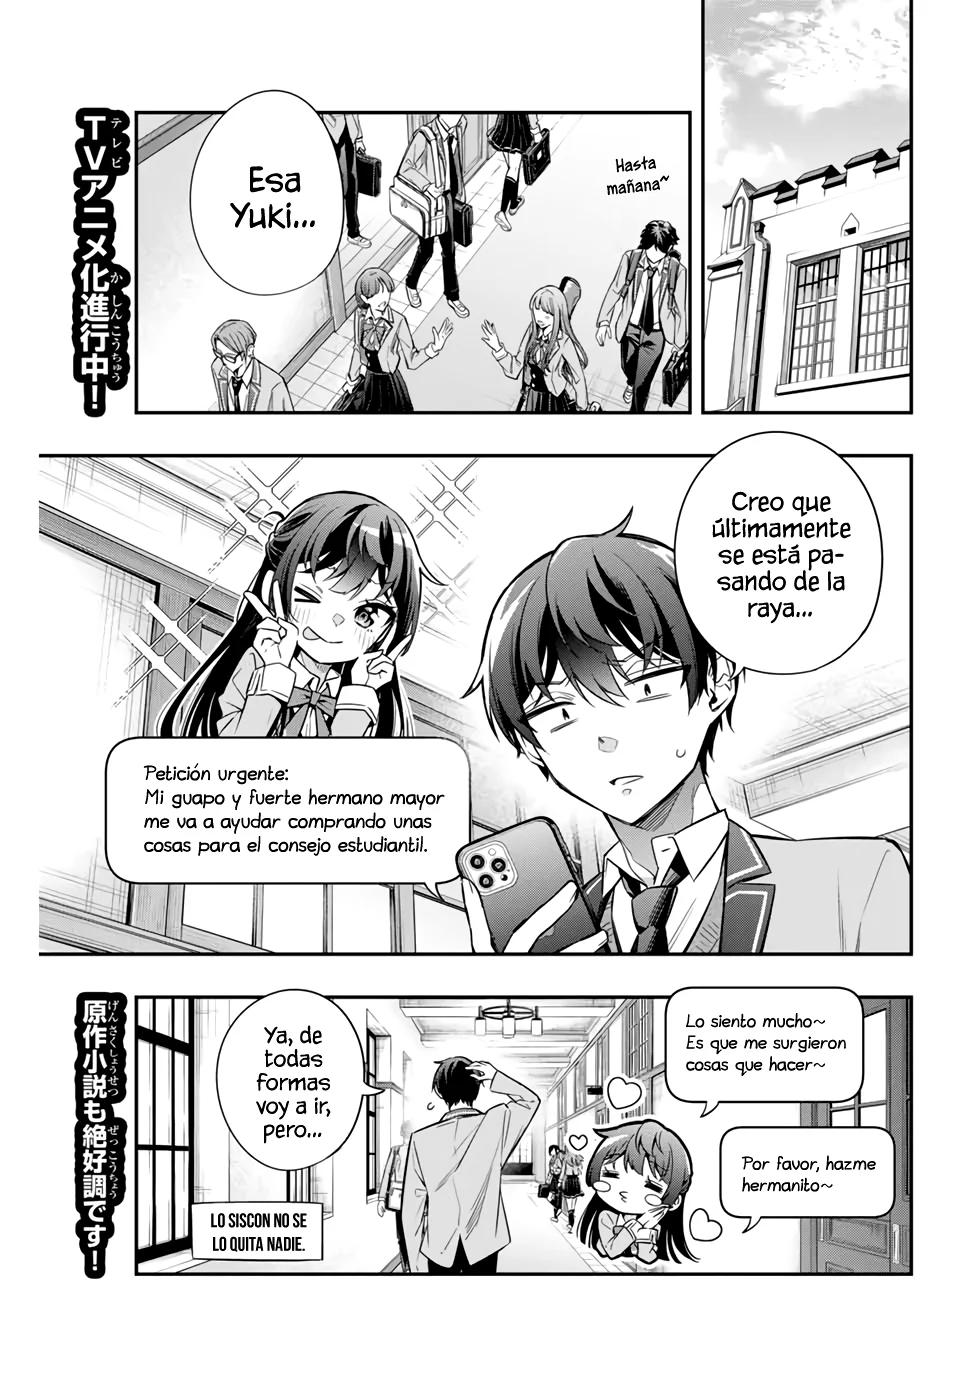 Hasta
mañana~
Esa
Yuki...
TVアニメ化進行中!
テレビ
か しんこうちゅう
Creo que
últimamente
se está pa-
sando de la
raya...
Petición urgente:
Mi guapo y fuerte hermano mayor
me va a ayudar comprando unas
cosas para el consejo estudiantil.
Lo siento mucho~
Es que me surgieron
cosas que hacer~
Por favor, hazme
hermanito~
Ya, de
todas
formas
voy a ir,
pero...
LO SISCON NO SE
LO QUITA NADIE.
原作小説も絶好調です!
げんさくしょうせつ
ぜっこうちょう